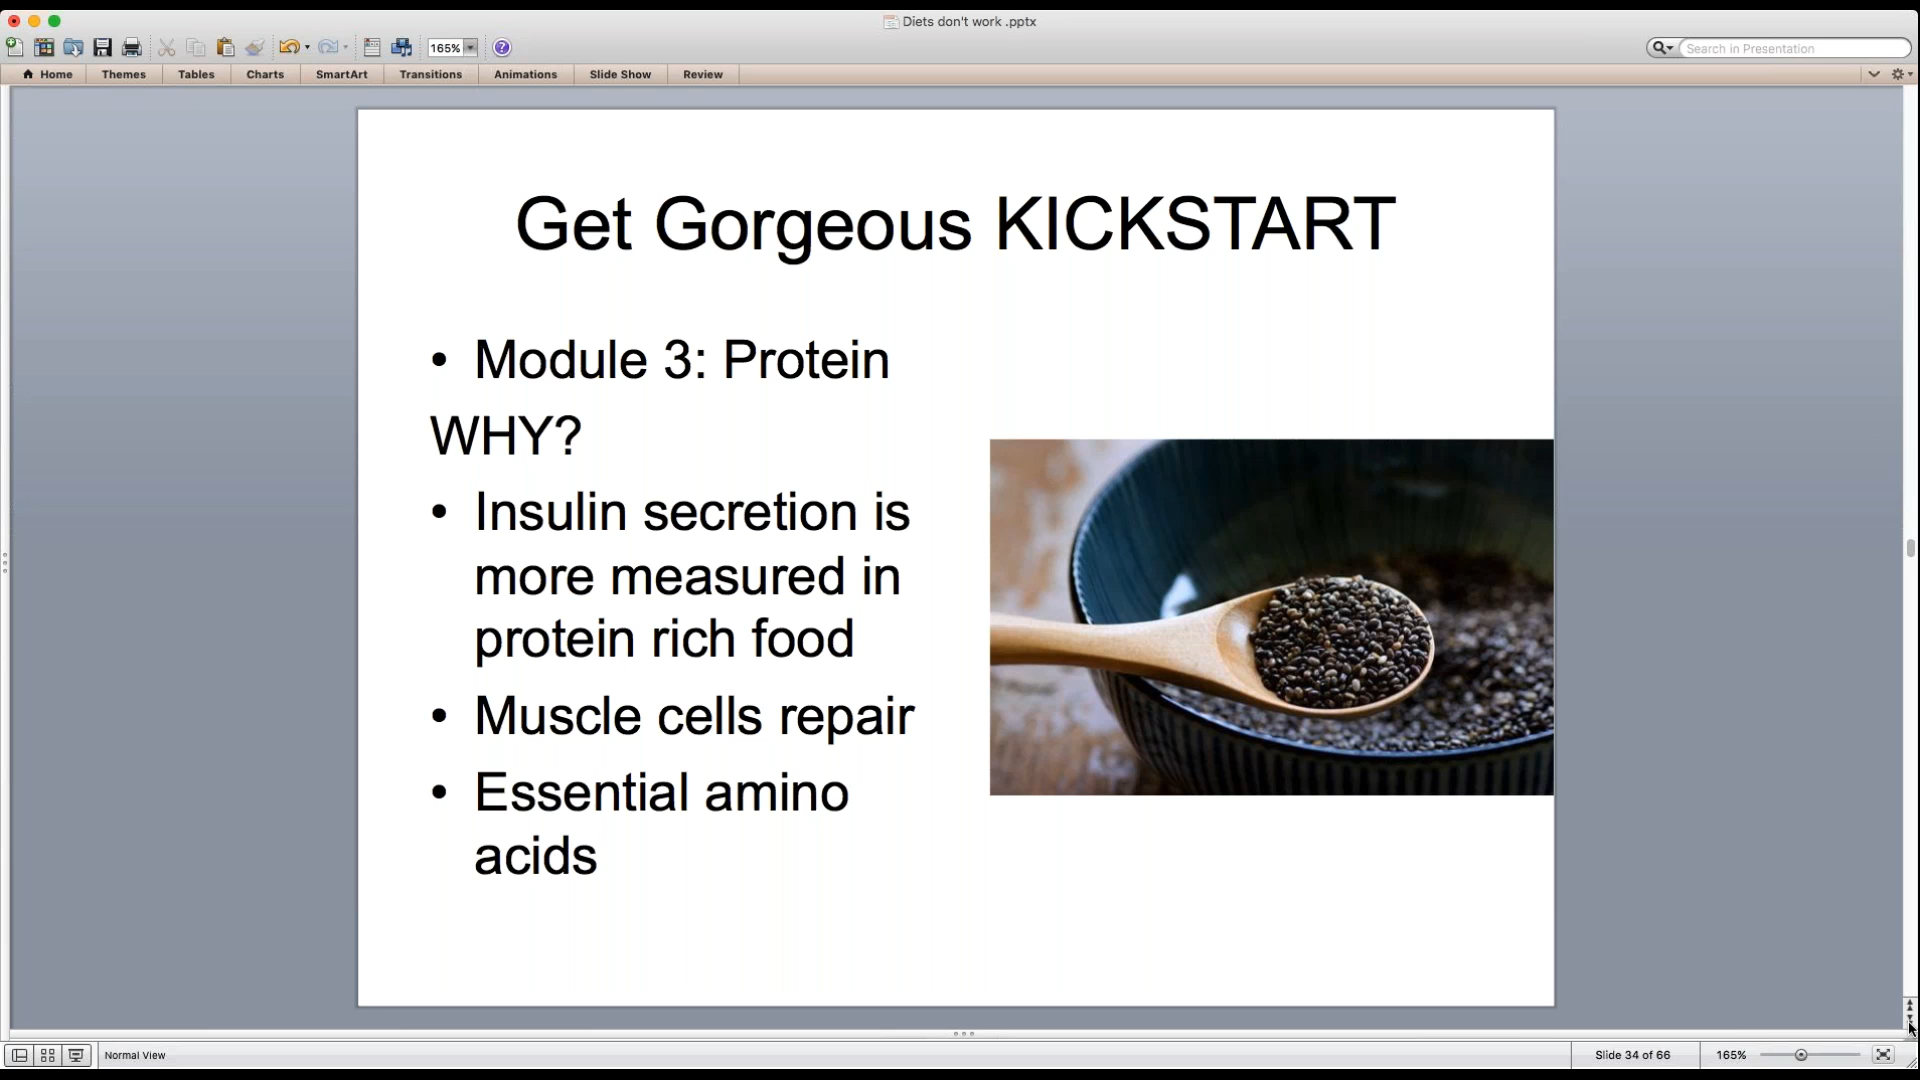 Diets don't work .pptx
165%
Search in Presentation
Home Themes Tables Charts SmartArt Transitions Animations Slide Show Review
Get Gorgeous KICKSTART
• Module 3: Protein
WHY?
• Insulin secretion is
more measured in
protein rich food
• Muscle cells repair
• Essential amino
acids
Normal View
Slide 34 of 66
165%